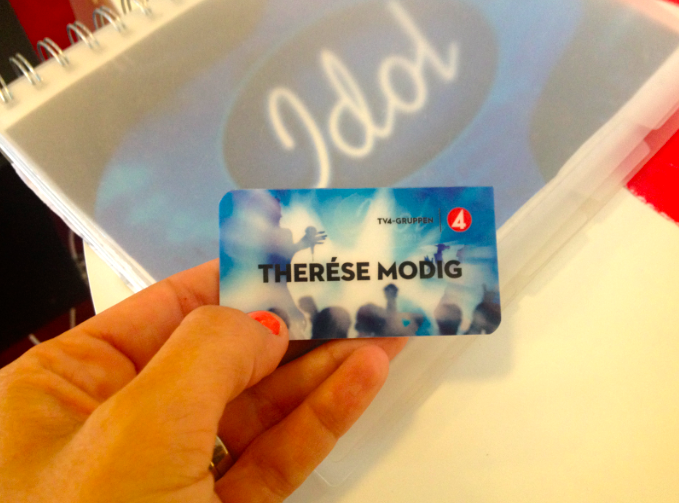 Idol
TV4-GRUPPEN 4
THERÉSE MODIG